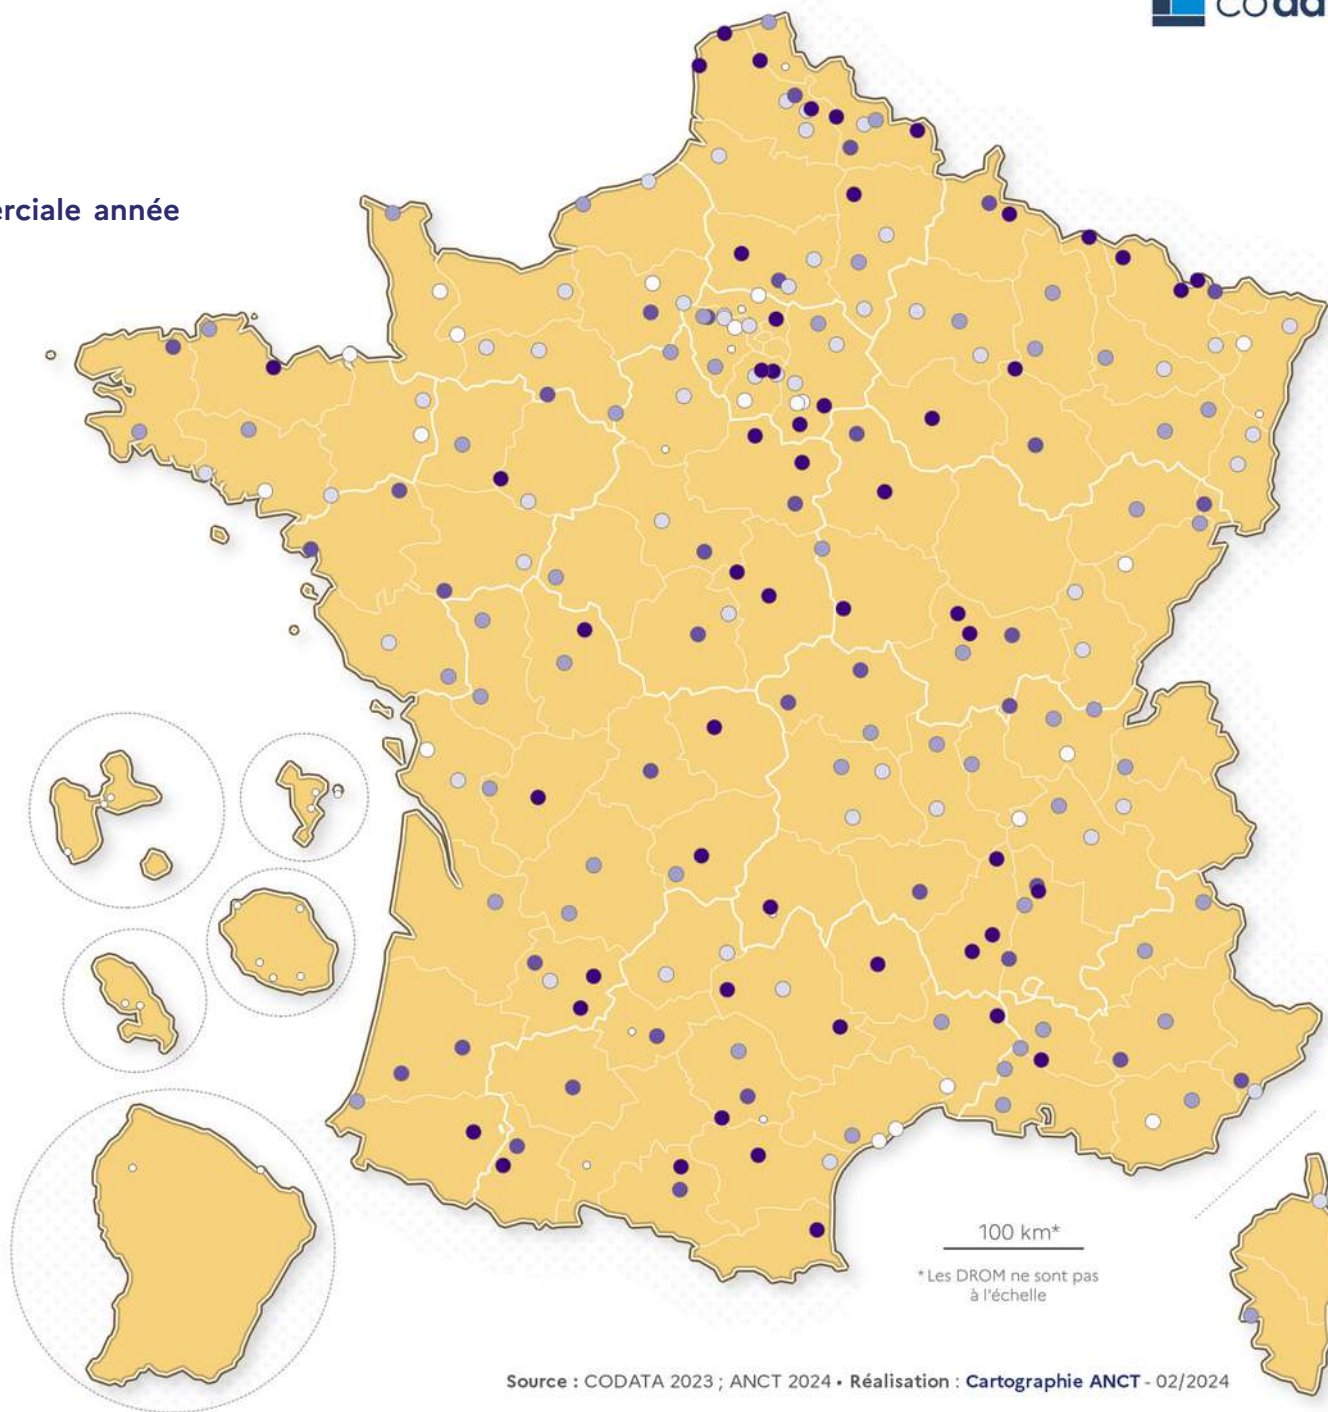 erciale année
100 km*
* Les DROM ne sont pas
à l'échelle
Source : CODATA 2023 ; ANCT 2024 • Réalisation : Cartographie ANCT - 02/2024